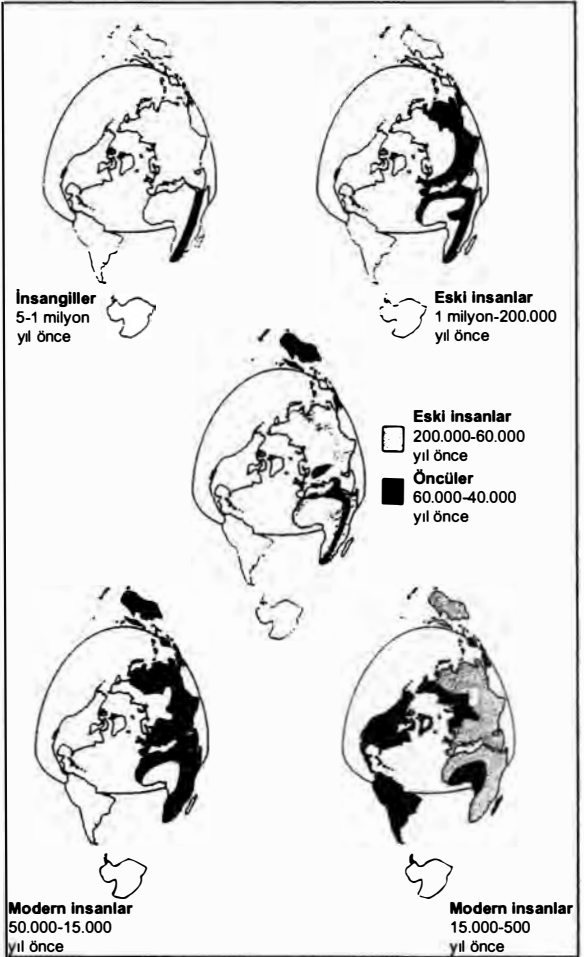 İnsangiller
5-1 milyon
yıl önce
Eski insanlar
1 milyon-200.000
yıl önce
Eski insanlar
200.000-60.000
yıl önce
Öncüler
60.000-40.000
yıl önce
Modern insanlar
50.000-15.000
yıl önce
Modern insanlar
15.000-500
yıl önce